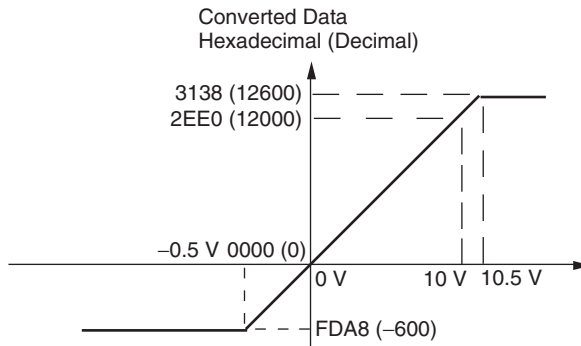 Converted Data
Hexadecimal (Decimal)
3138 (12600)
2EE0 (12000)
−0.5 V 0000 (0)
0 V
10 V
10.5 V
FDA8 (−600)